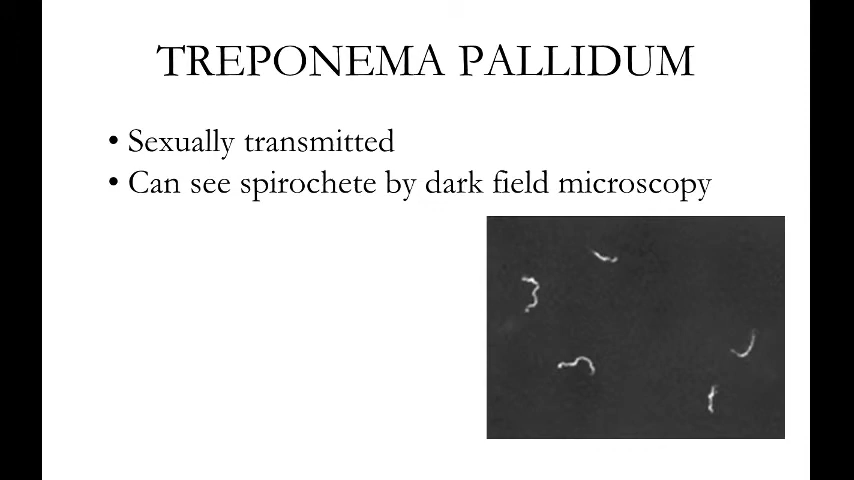 TREPONEMA PALLIDUM
• Sexually transmitted
• Can see spirochete by dark field microscopy